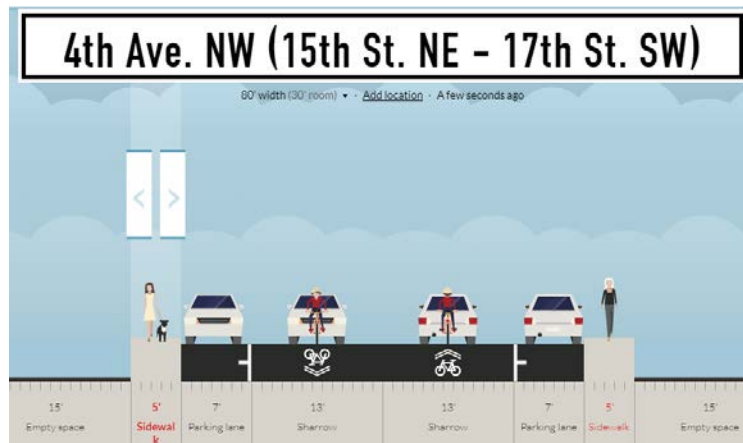 4th Ave. NW (15th St. NE - 17th St. SW)
80' width (30' room) ▾ · Add location · A few seconds ago
< >
15' 5' 7' 13' 13' 7' 5' 15'
Empty space Sidewal Parking lane Sharrow Sharrow Parking lane Sidewalk Empty space
k